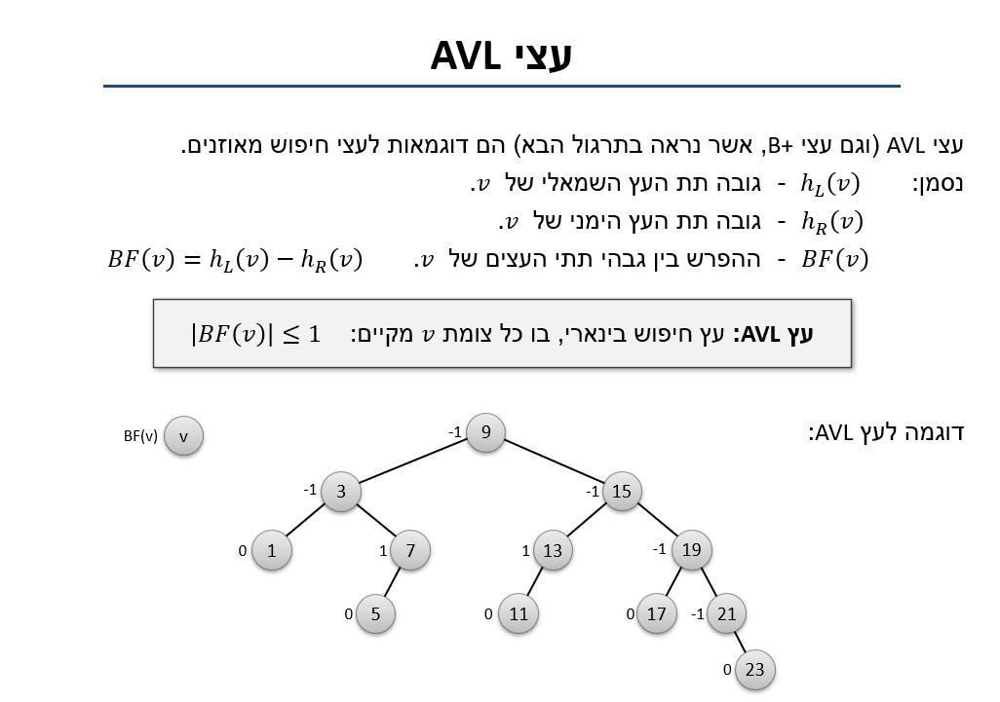 עצי AVL
עצי AVL (וגם עצי B+, אשר נראה בתרגול הבא) הם דוגמאות לעצי חיפוש מאוזנים.
נסמן: h_L(v) - גובה תת העץ השמאלי של v.
h_R(v) - גובה תת העץ הימני של v.
BF(v) - ההפרש בין גבהי תתי העצים של v. BF(v) = h_L(v) − h_R(v)
עץ AVL: עץ חיפוש בינארי, בו כל צומת v מקיים: |BF(v)| ≤ 1
דוגמה לעץ AVL:
BF(v) v
-1 9
-1 3 -1 15
0 1 1 7 1 13 -1 19
0 5 0 11 0 17 -1 21
0 23